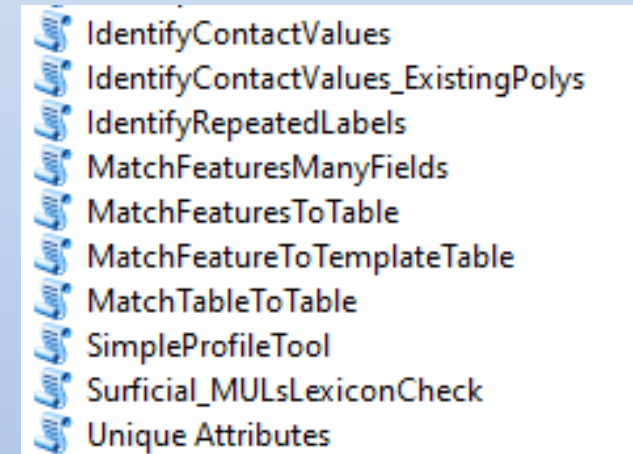 IdentifyContactValues
IdentifyContactValues_ExistingPolys
IdentifyRepeatedLabels
MatchFeaturesManyFields
MatchFeaturesToTable
MatchFeatureToTemplateTable
MatchTableToTable
SimpleProfileTool
Surficial_MULsLexiconCheck
Unique Attributes